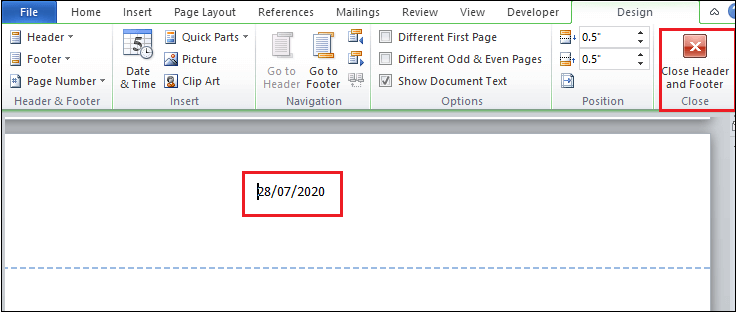 File Home Insert Page Layout References Mailings Review View Developer Design
Header Quick Parts Different First Page 0.5"
Footer Picture Different Odd & Even Pages 0.5"
Page Number Clip Art Show Document Text
5
Date
& Time
Go to
Header
Go to
Footer
Close Header
and Footer
Header & Footer Insert Navigation Options Position Close
28/07/2020